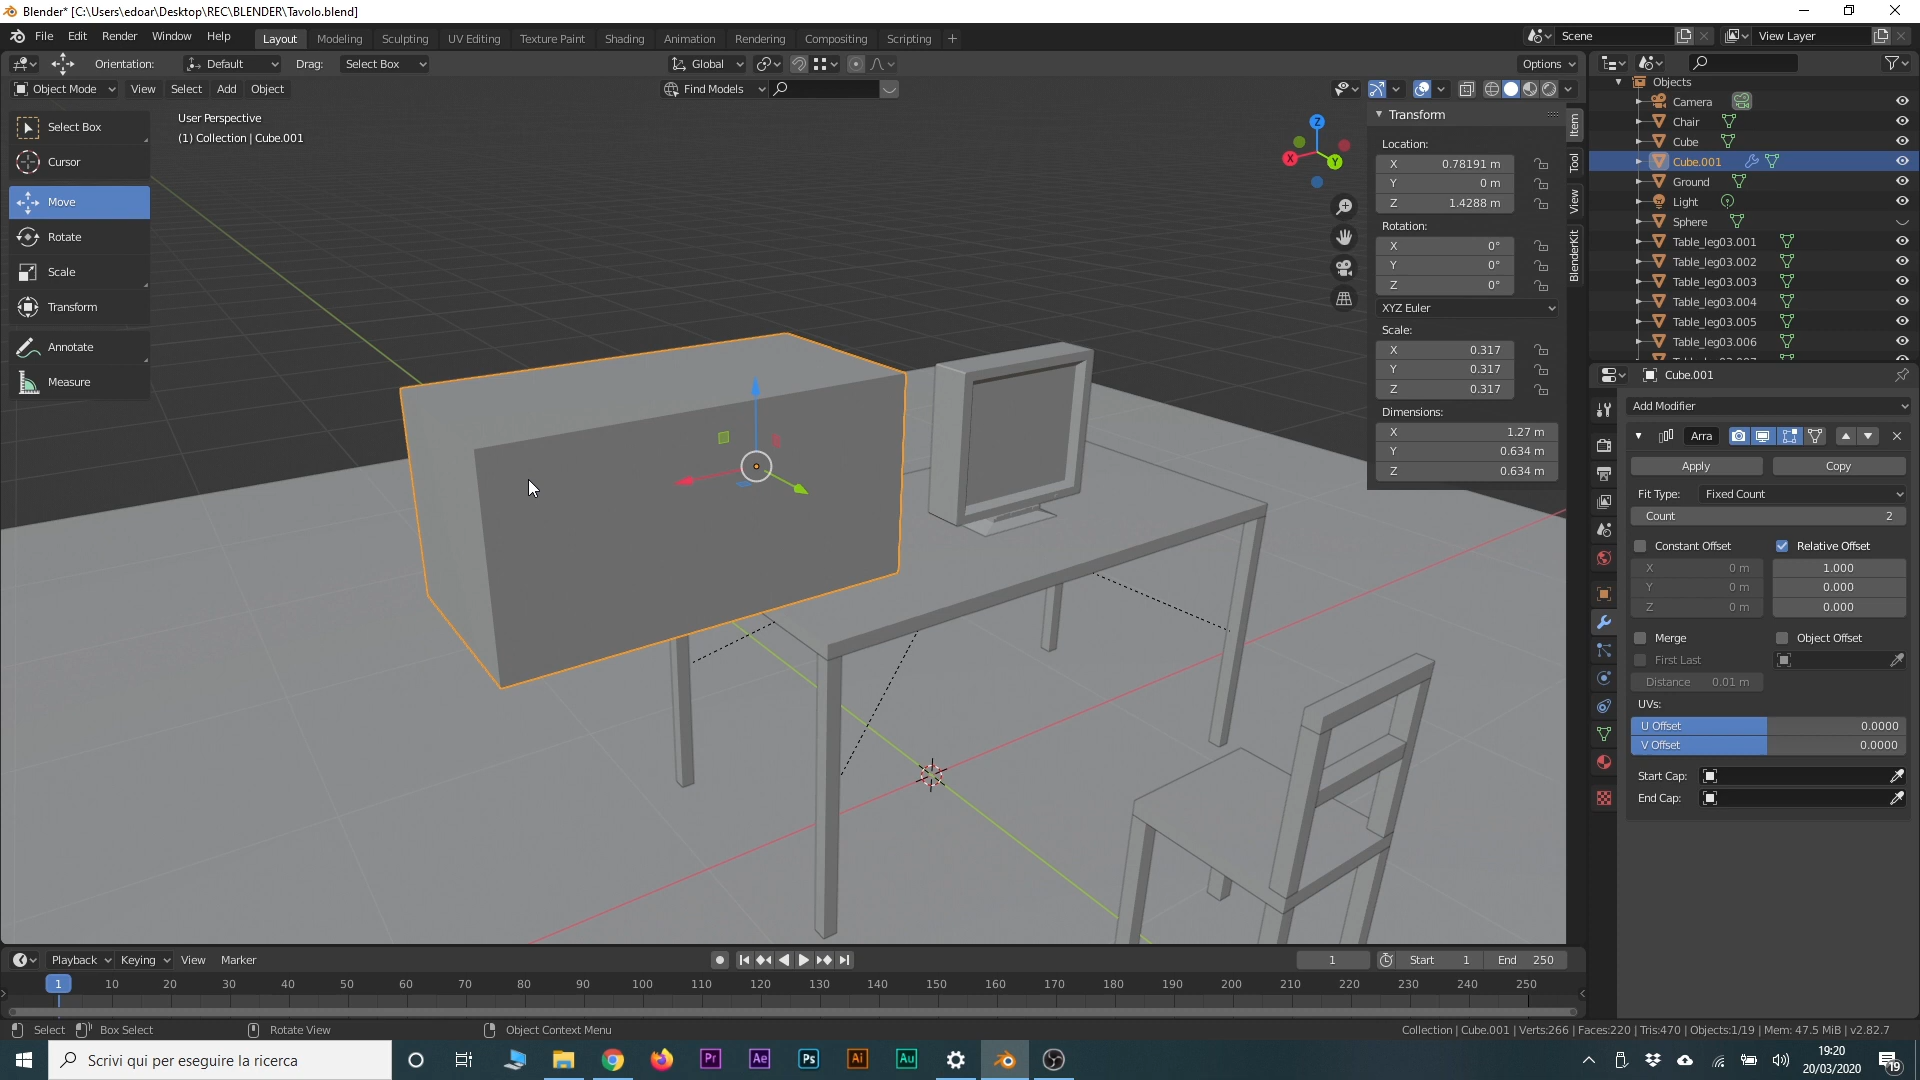 Blender* [C:\Users\edoar\Desktop\REC\BLENDER\Tavolo.blend]
File Edit Render Window Help Layout Modeling Sculpting UV Editing Texture Paint Shading Animation Rendering Compositing Scripting + Scene View Layer
Orientation: Default Drag: Select Box Global Options
Object Mode View Select Add Object Find Models
User Perspective
(1) Collection | Cube.001
Select Box
Cursor
Move
Rotate
Scale
Transform
Annotate
Measure
Z
X
Y
Transform
Location:
X 0.78191 m
Y 0 m
Z 1.4288 m
Rotation:
X 0°
Y 0°
Z 0°
XYZ Euler
Scale:
X 0.317
Y 0.317
Z 0.317
Dimensions:
X 1.27 m
Y 0.634 m
Z 0.634 m
Item
Tool
View
BlenderKit
Objects
Camera
Chair
Cube
Cube.001
Ground
Light
Sphere
Table_leg03.001
Table_leg03.002
Table_leg03.003
Table_leg03.004
Table_leg03.005
Table_leg03.006
Cube.001
Add Modifier
Arra
Apply Copy
Fit Type: Fixed Count
Count 2
Constant Offset Relative Offset
X 0 m 1.000
Y 0 m 0.000
Z 0 m 0.000
Merge Object Offset
First Last
Distance 0.01 m
UVs:
U Offset 0.0000
V Offset 0.0000
Start Cap:
End Cap:
Playback Keying View Marker 1 Start 1 End 250
1 10 20 30 40 50 60 70 80 90 100 110 120 130 140 150 160 170 180 190 200 210 220 230 240 250
Select Box Select Rotate View Object Context Menu Collection | Cube.001 | Verts:266 | Faces:220 | Tris:470 | Objects:1/19 | Mem: 47.5 MiB | v2.82.7
Scrivi qui per eseguire la ricerca
Pr Ae Ps Ai Au
19:20
20/03/2020
19